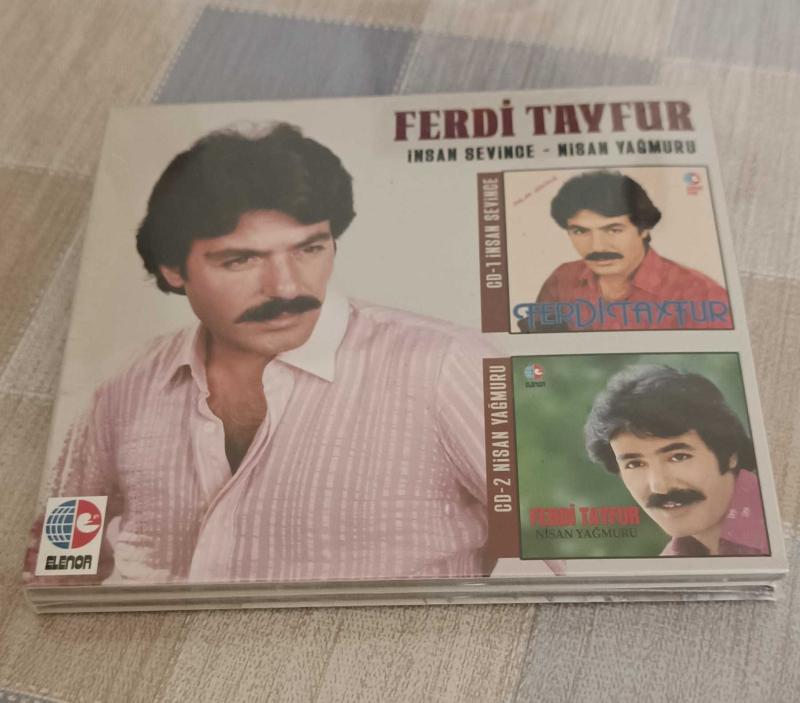 FERDİ TAYFUR
İNSAN SEVİNCE - NİSAN YAĞMURU
CD-1 İNSAN SEVİNCE
FERDİ TAYFUR
CD-2 NİSAN YAĞMURU
ELENOR
FERDİ TAYFUR
NİSAN YAĞMURU
ELENOR